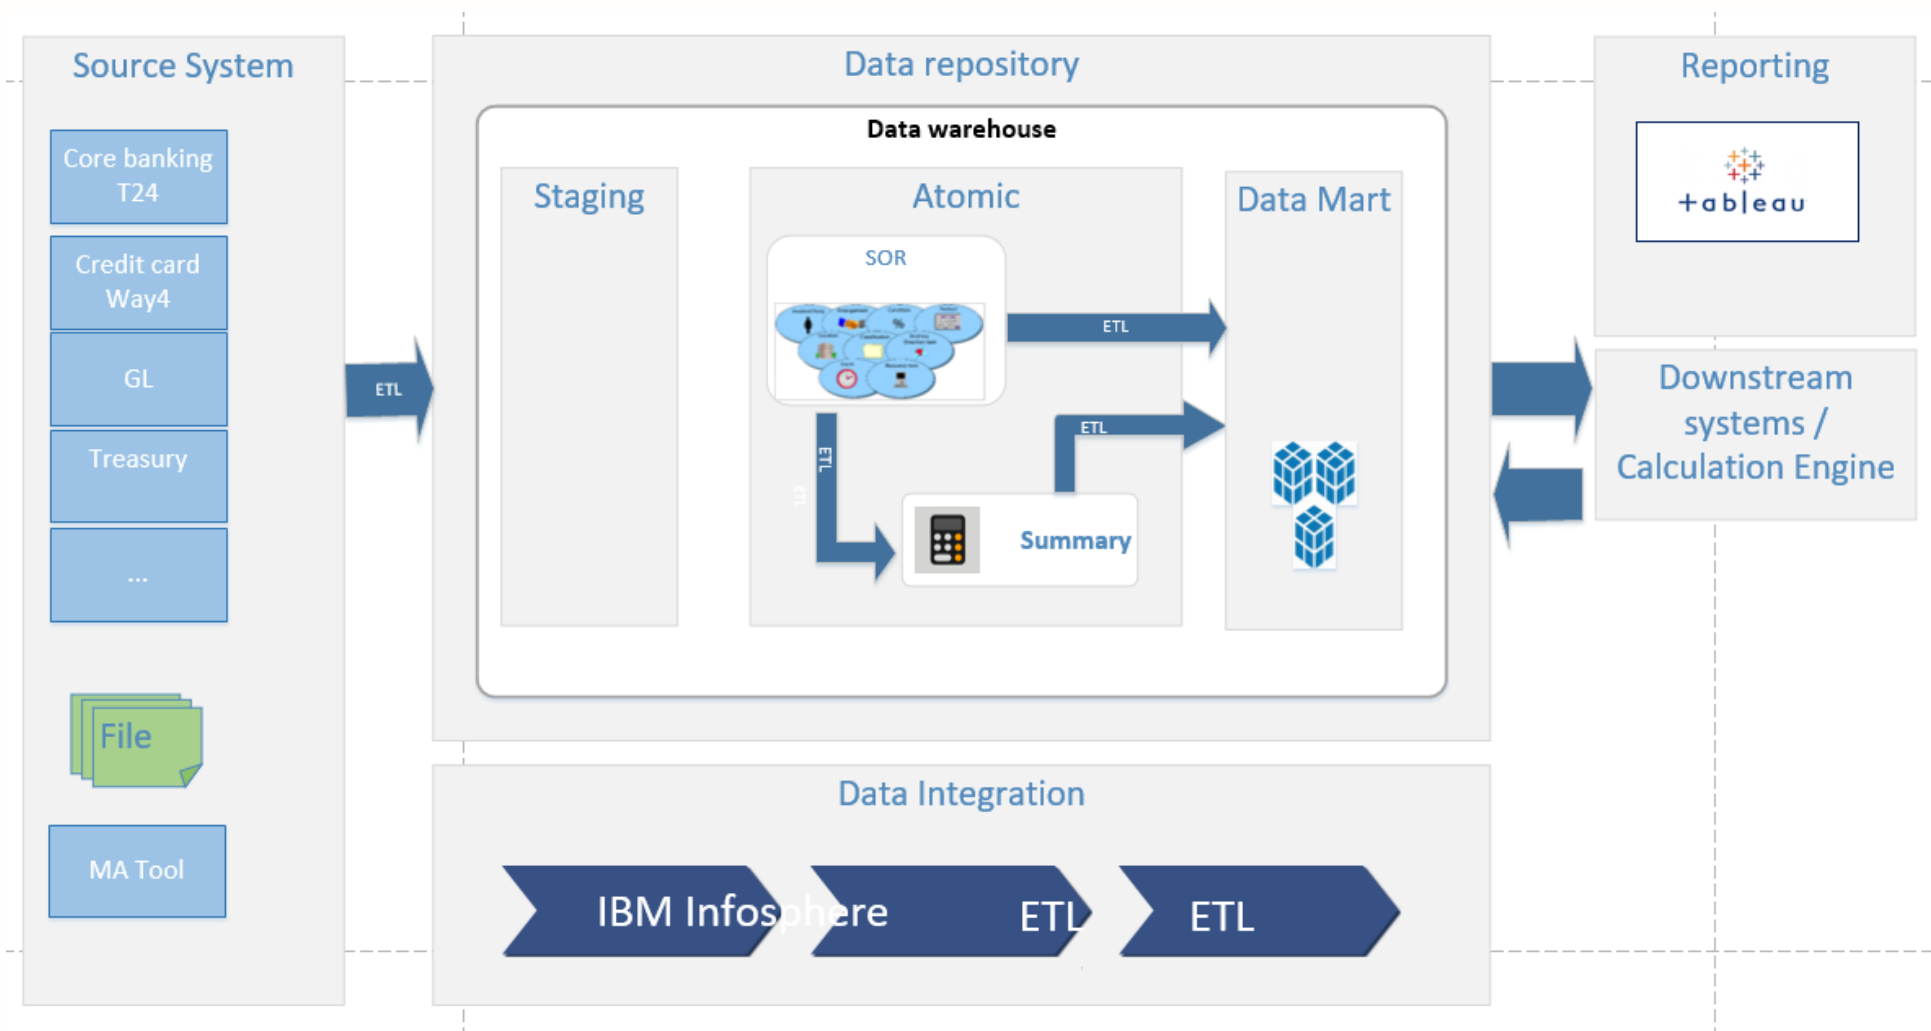 Source System
Core banking
T24
Credit card
Way4
GL
Treasury
...
File
MA Tool
ETL
Data repository
Data warehouse
Staging
Atomic
SOR
%
ETL
ETL
ETL
ETL
Summary
Data Mart
Reporting
+ableau
Downstream
systems /
Calculation Engine
Data Integration
IBM Infosphere
ETL
ETL